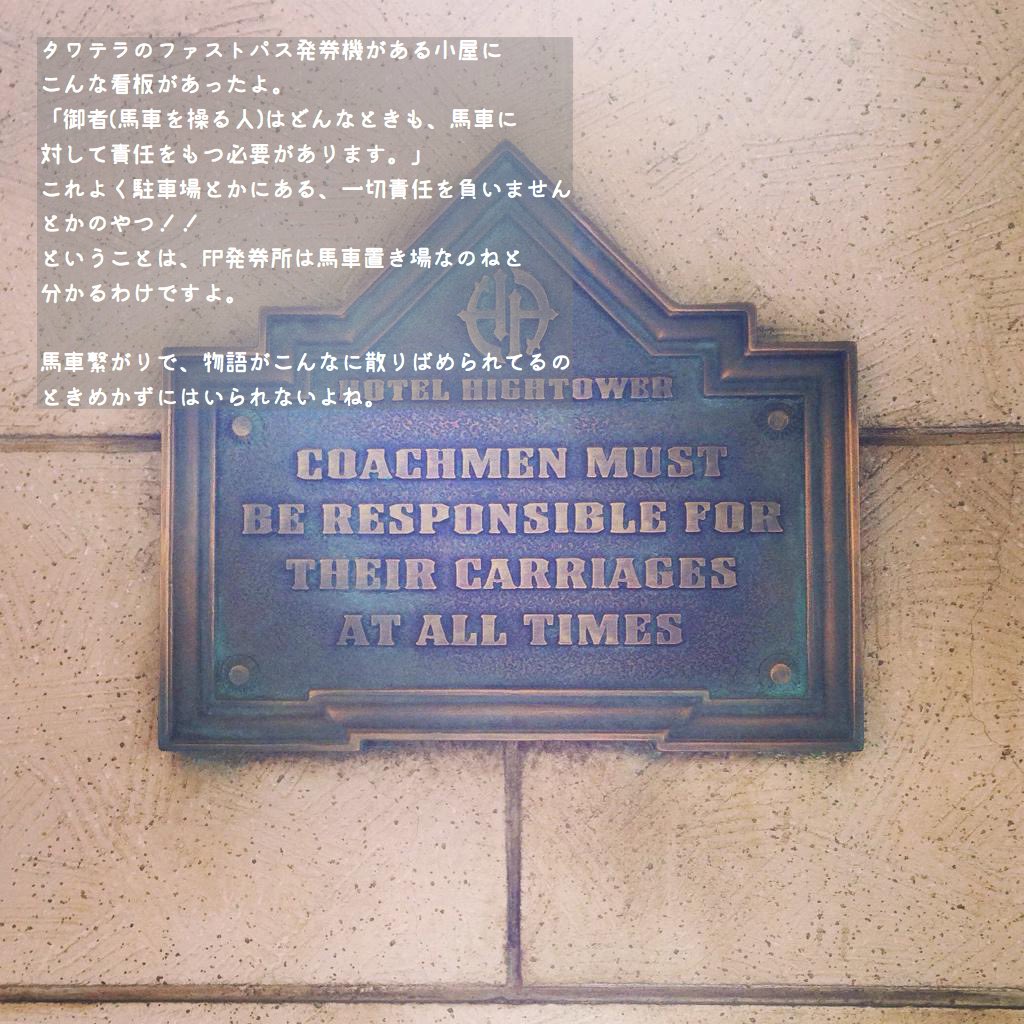 タワテラのファストパス発券機がある小屋に
こんな看板があったよ。
「御者(馬車を操る人)はどんなときも、馬車に
対して責任をもつ必要があります。」
これよく駐車場とかにある、一切責任を負いません
とかのやつ！！
ということは、FP発券所は馬車置き場なのねと
分かるわけですよ。
馬車繋がりで、物語がこんなに散りばめられてるの
ときめかずにはいられないよね。
HOTEL HIGHTOWER
COACHMEN MUST
BE RESPONSIBLE FOR
THEIR CARRIAGES
AT ALL TIMES